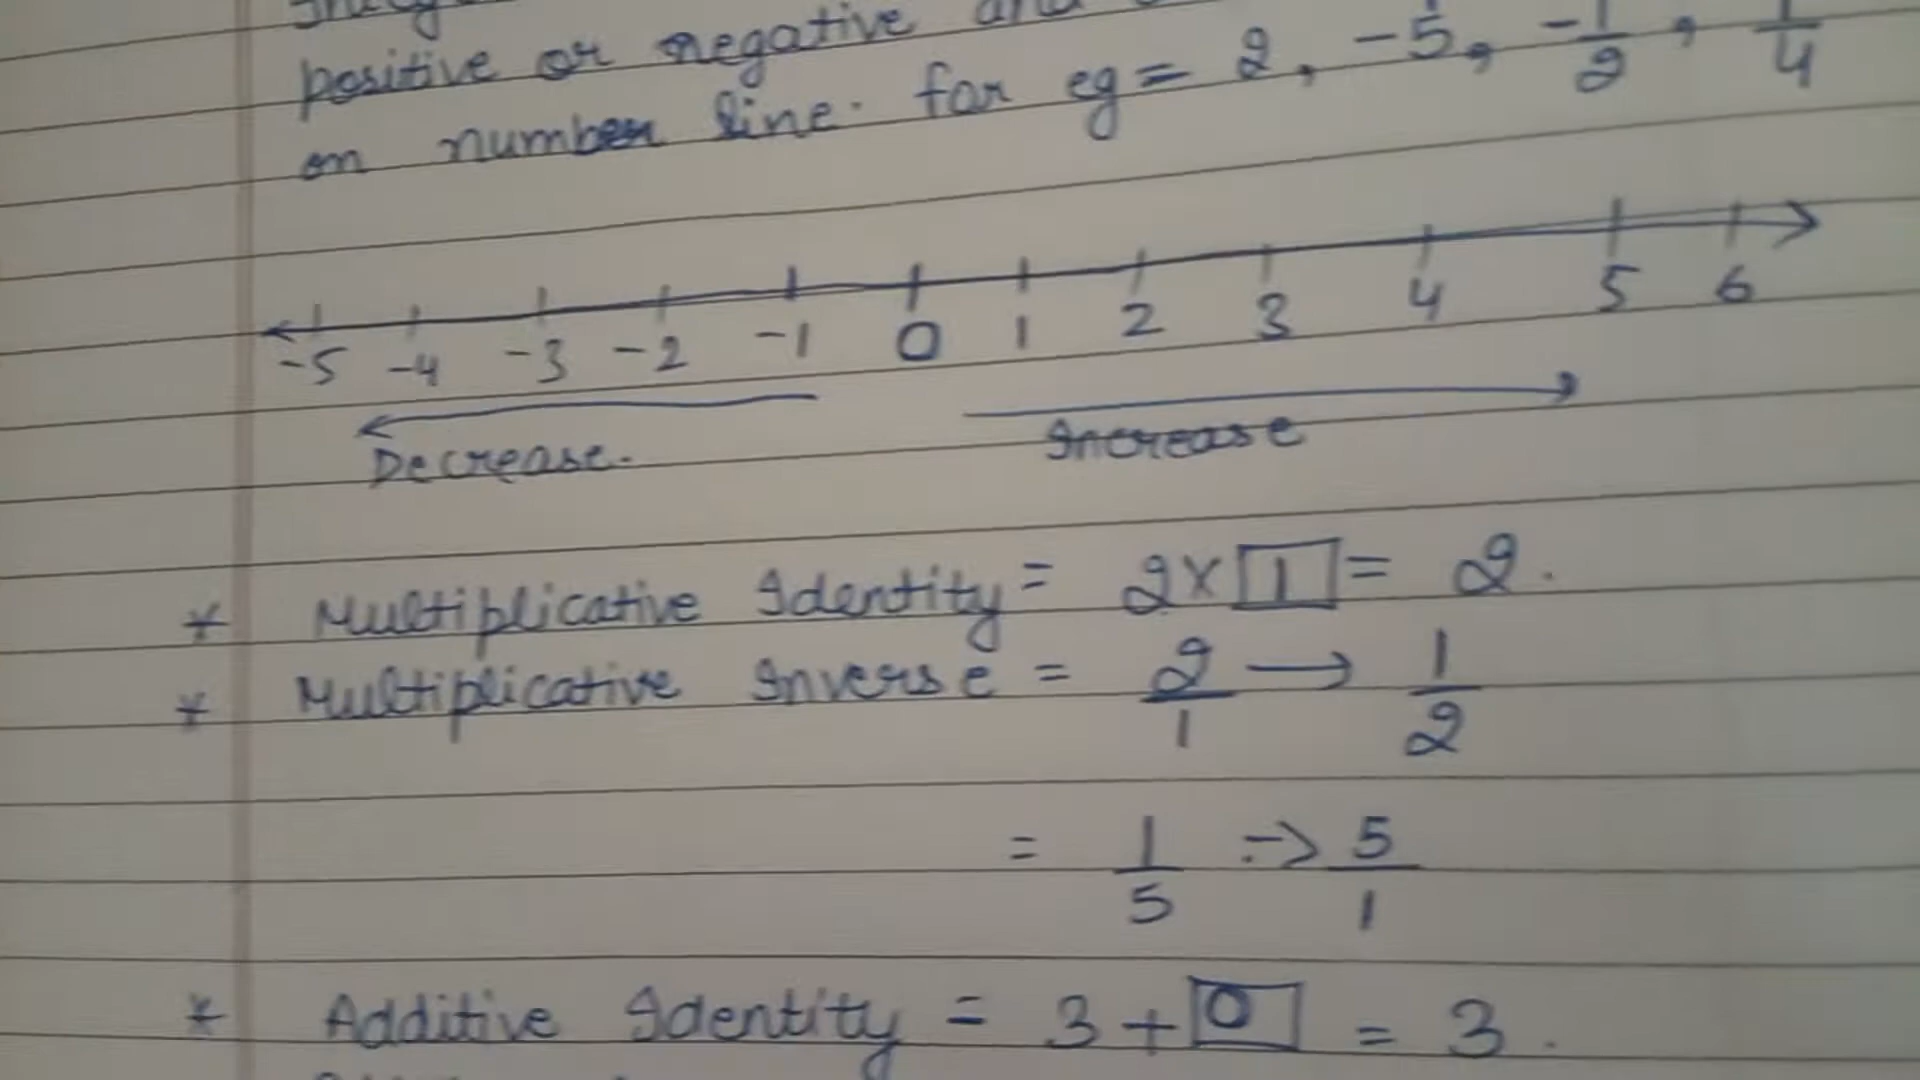 positive or negative and
on number line. for eg = 2, -5, -1/2, 1/4
-5 -4 -3 -2 -1 0 1 2 3 4 5 6
Decrease. Increase
* Multiplicative Identity = 2 × 1 = 2.
* Multiplicative Inverse = 2/1 → 1/2
= 1/5 → 5/1
* Additive Identity = 3 + 0 = 3.